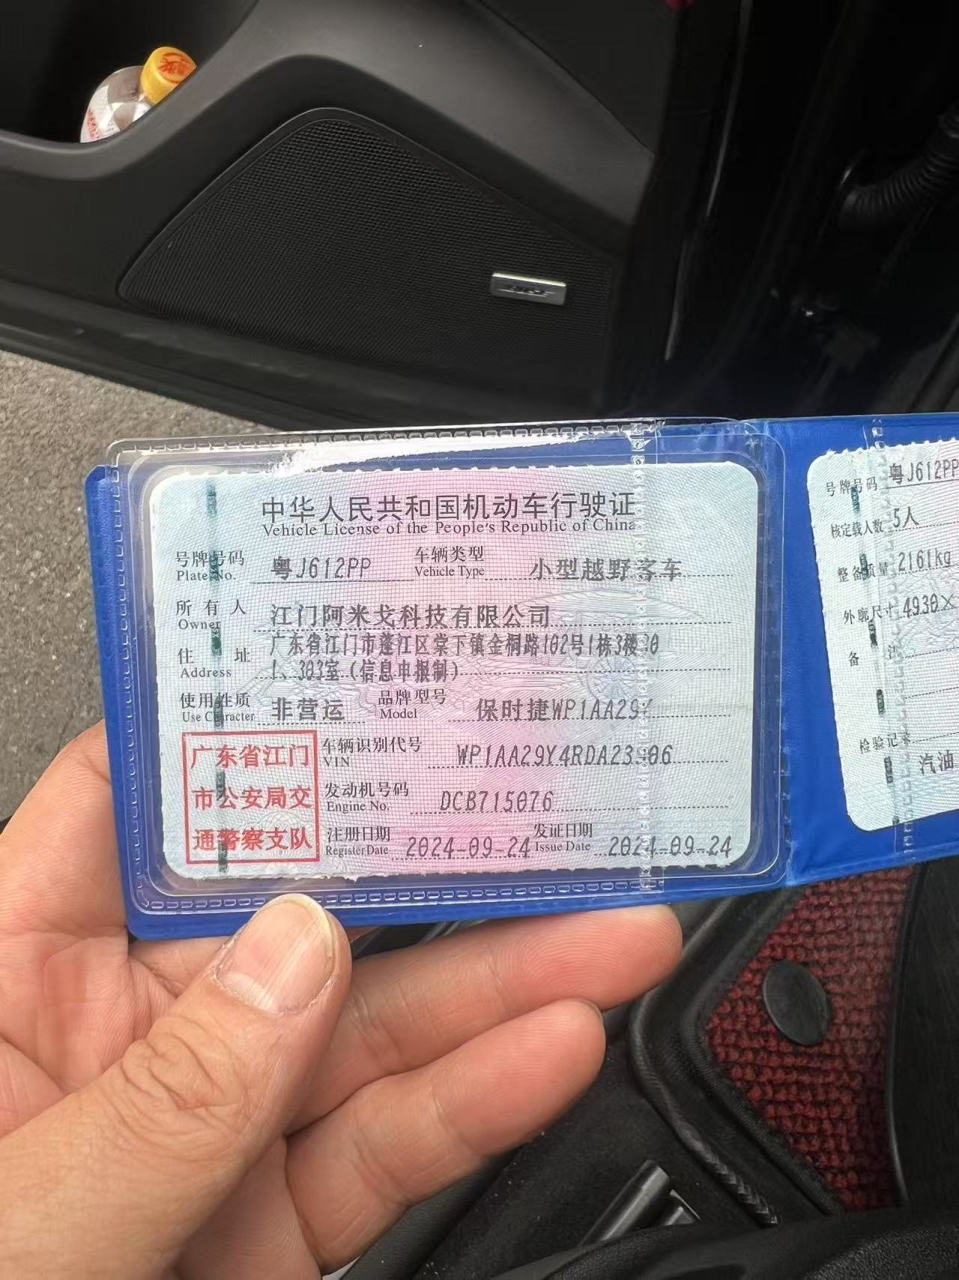 中华人民共和国机动车行驶证
Vehicle License of the People's Republic of China
号牌号码 粤J612PP 车辆类型 小型越野客车
Plate No. Vehicle Type
所有人 江门阿米戈科技有限公司
Owner
住址 广东省江门市蓬江区棠下镇金桐路102号1栋3楼30
Address 1、303室(信息申报制)
使用性质 非营运 品牌型号 保时捷WP1AA29Y
Use Character Model
广东省江门
市公安局交
通警察支队
车辆识别代号
VIN
发动机号码 DCB715076
Engine No.
注册日期 2024-09-24 发证日期 2024-09-24
Register Date Issue Date
号牌号码 粤J612PP
核定载人数 5人
整备质量 2161kg
外廓尺寸 4930×
备注
检验记录
汽油